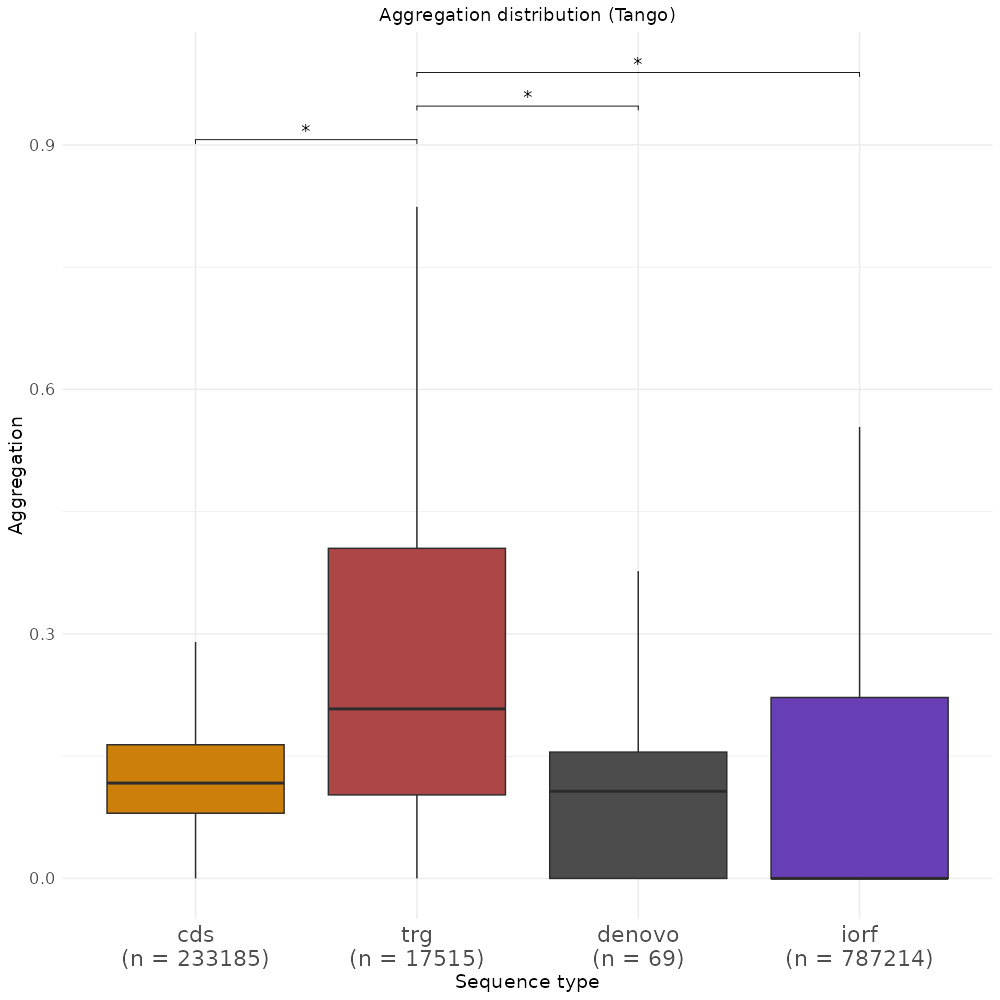 Aggregation distribution (Tango)
*
*
*
0.9
0.6
0.3
0.0
Aggregation
cds trg denovo iorf
(n = 233185) (n = 17515) (n = 69) (n = 787214)
Sequence type